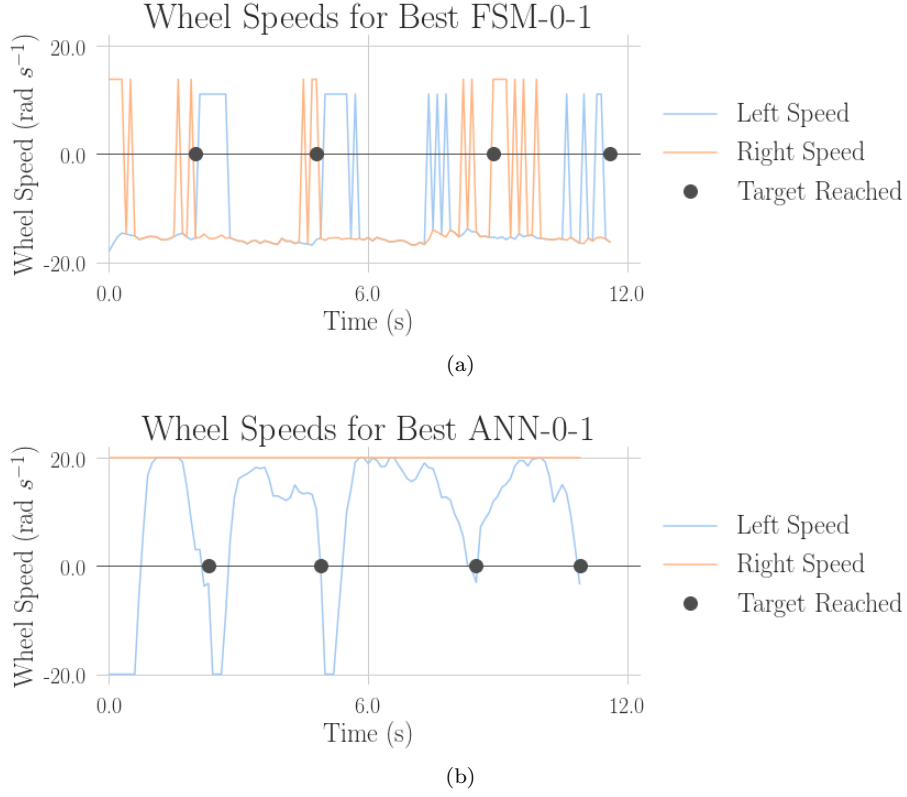 Wheel Speeds for Best FSM-0-1
Wheel Speed (rad s⁻¹)
20.0
0.0
-20.0
0.0 6.0 12.0
Time (s)
Left Speed
Right Speed
Target Reached
(a)
Wheel Speeds for Best ANN-0-1
Wheel Speed (rad s⁻¹)
20.0
0.0
-20.0
0.0 6.0 12.0
Time (s)
Left Speed
Right Speed
Target Reached
(b)